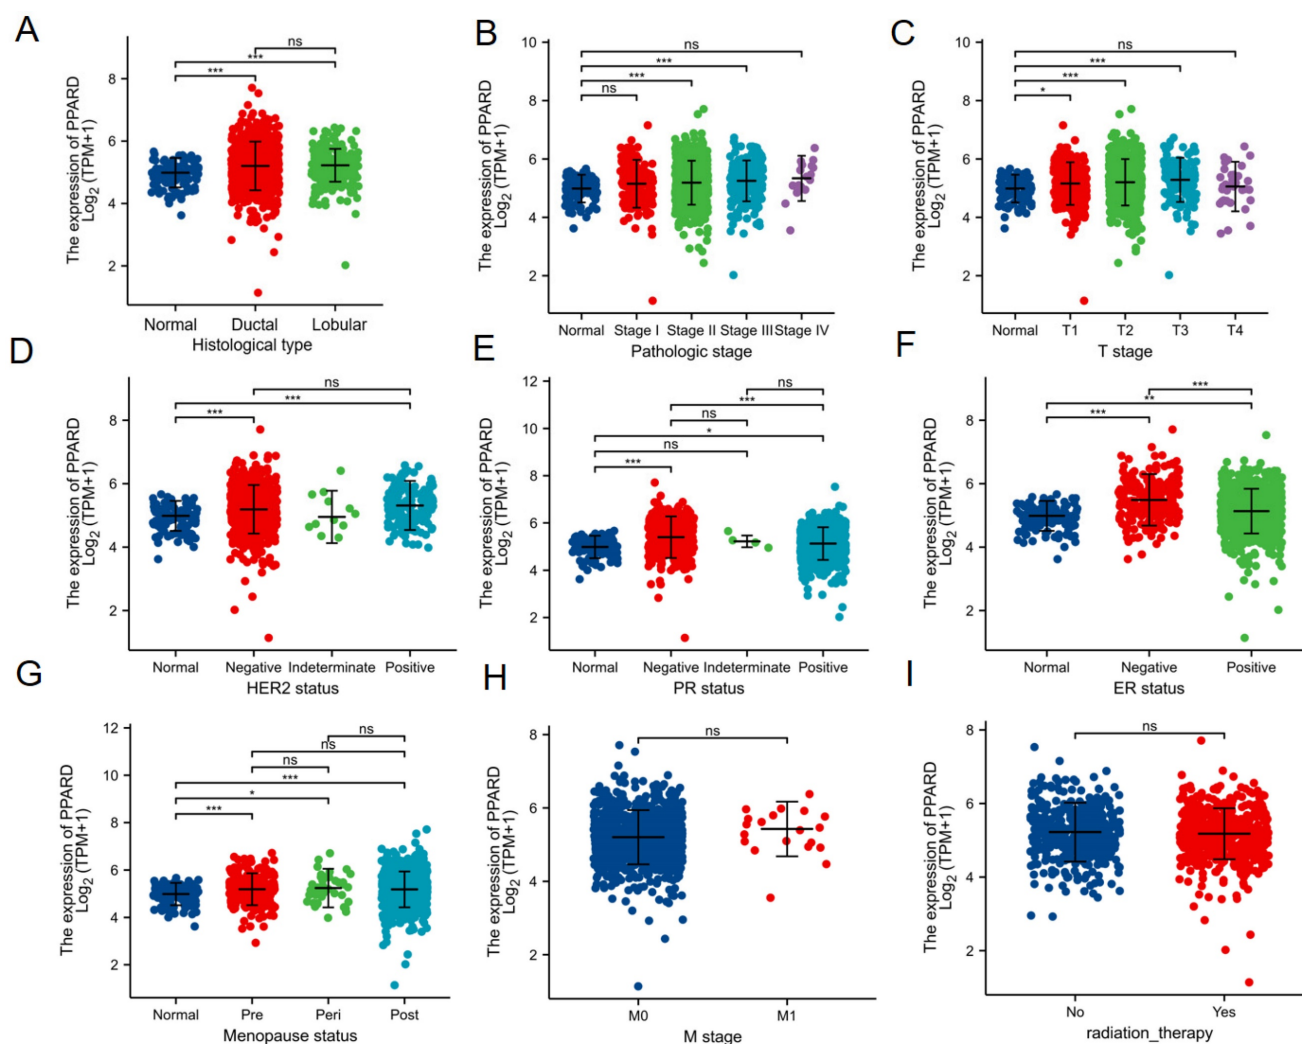 A
The expression of PPARD
Log2 (TPM+1)
8
6
4
2
ns
***
***
Normal Ductal Lobular
Histological type
B
The expression of PPARD
Log2 (TPM+1)
10
8
6
4
2
ns
***
***
ns
Normal Stage I Stage II Stage III Stage IV
Pathologic stage
C
The expression of PPARD
Log2 (TPM+1)
10
8
6
4
2
ns
***
***
*
Normal T1 T2 T3 T4
T stage
D
The expression of PPARD
Log2 (TPM+1)
8
6
4
2
ns
***
***
Normal Negative Indeterminate Positive
HER2 status
E
The expression of PPARD
Log2 (TPM+1)
12
10
8
6
4
2
ns
***
ns
*
ns
***
Normal Negative Indeterminate Positive
PR status
F
The expression of PPARD
Log2 (TPM+1)
8
6
4
2
***
**
***
Normal Negative Positive
ER status
G
The expression of PPARD
Log2 (TPM+1)
12
10
8
6
4
2
ns
ns
ns
***
*
***
Normal Pre Peri Post
Menopause status
H
The expression of PPARD
Log2 (TPM+1)
8
6
4
2
ns
M0 M1
M stage
I
The expression of PPARD
Log2 (TPM+1)
8
6
4
2
ns
No Yes
radiation_therapy